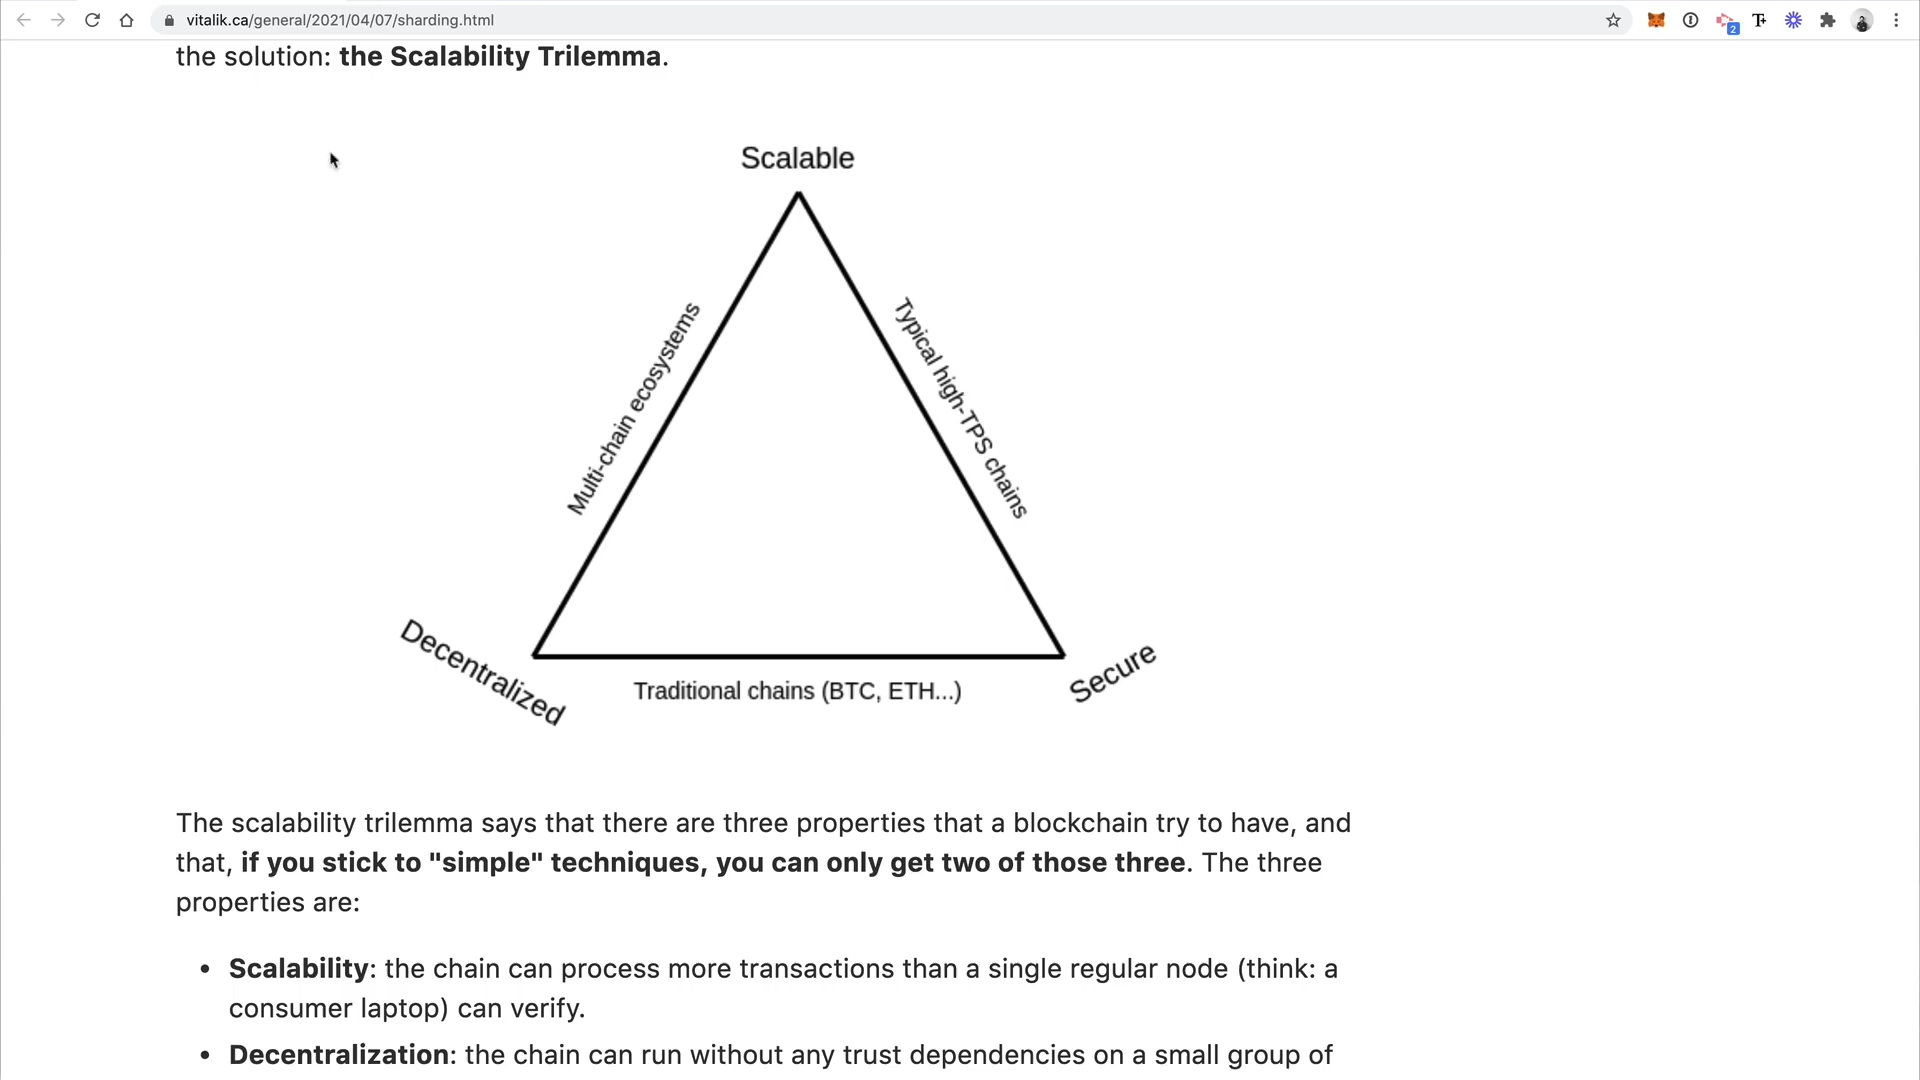 vitalik.ca/general/2021/04/07/sharding.html
2
the solution: the Scalability Trilemma.
Scalable
Multi-chain ecosystems
Typical high-TPS chains
Decentralized
Secure
Traditional chains (BTC, ETH...)
The scalability trilemma says that there are three properties that a blockchain try to have, and
that, if you stick to "simple" techniques, you can only get two of those three. The three
properties are:
• Scalability: the chain can process more transactions than a single regular node (think: a
consumer laptop) can verify.
• Decentralization: the chain can run without any trust dependencies on a small group of